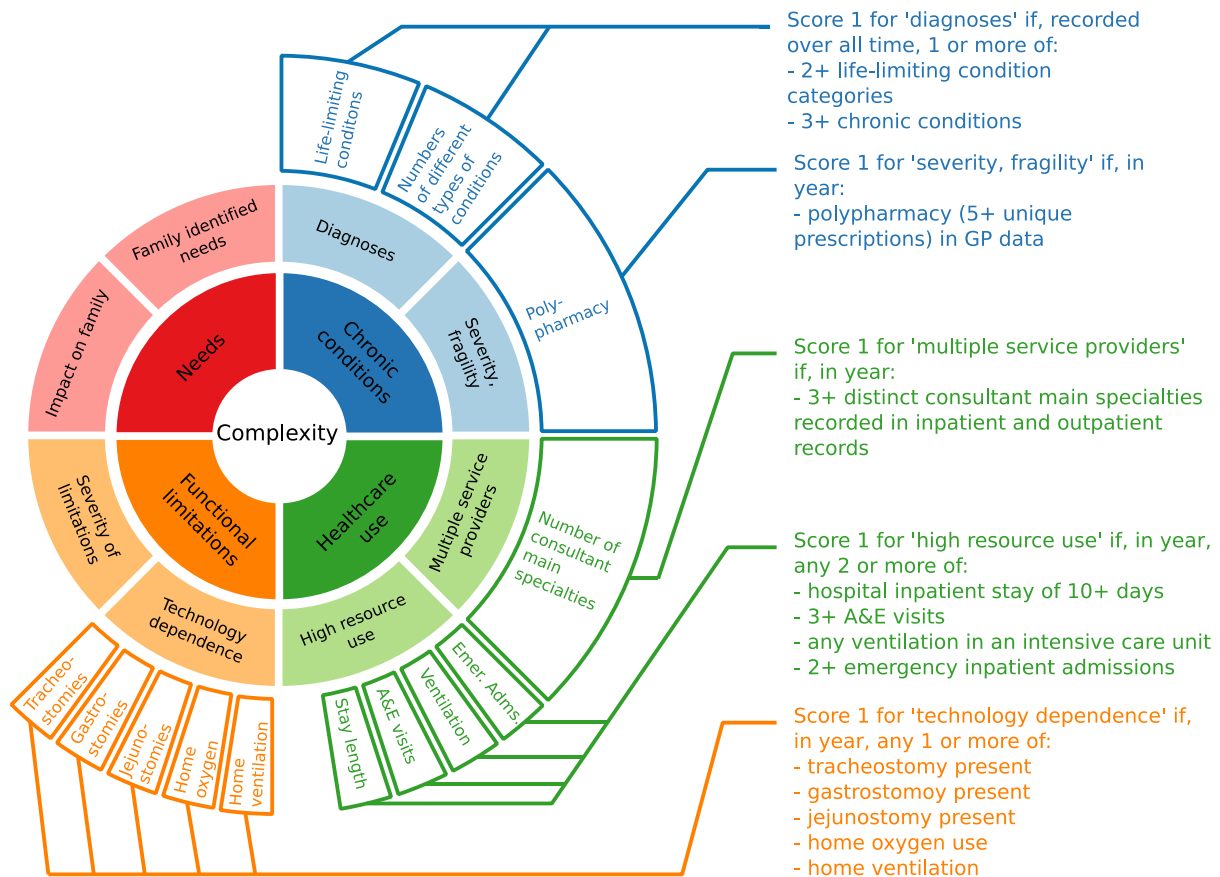 Score 1 for 'diagnoses' if, recorded
over all time, 1 or more of:
- 2+ life-limiting condition
categories
- 3+ chronic conditions
Score 1 for 'severity, fragility' if, in
year:
- polypharmacy (5+ unique
prescriptions) in GP data
Score 1 for 'multiple service providers'
if, in year:
- 3+ distinct consultant main specialties
recorded in inpatient and outpatient
records
Score 1 for 'high resource use' if, in year,
any 2 or more of:
- hospital inpatient stay of 10+ days
- 3+ A&E visits
- any ventilation in an intensive care unit
- 2+ emergency inpatient admissions
Score 1 for 'technology dependence' if,
in year, any 1 or more of:
- tracheostomy present
- gastrostomoy present
- jejunostomy present
- home oxygen use
- home ventilation
Life-limiting
conditons
Numbers
of different
types of
conditions
Poly-
pharmacy
Number of
consultant
main
specialties
Emer. Adms.
Ventilation
A&E visits
Stay length
Home
ventilation
Home
oxygen
Jejuno-
stomies
Gastro-
stomies
Tracheo-
stomies
Family identified
needs
Diagnoses
Severity,
fragility
Multiple service
providers
High resource
use
Technology
dependence
Severity of
limitations
Impact on family
Needs
Chronic
conditions
Healthcare
use
Functional
limitations
Complexity